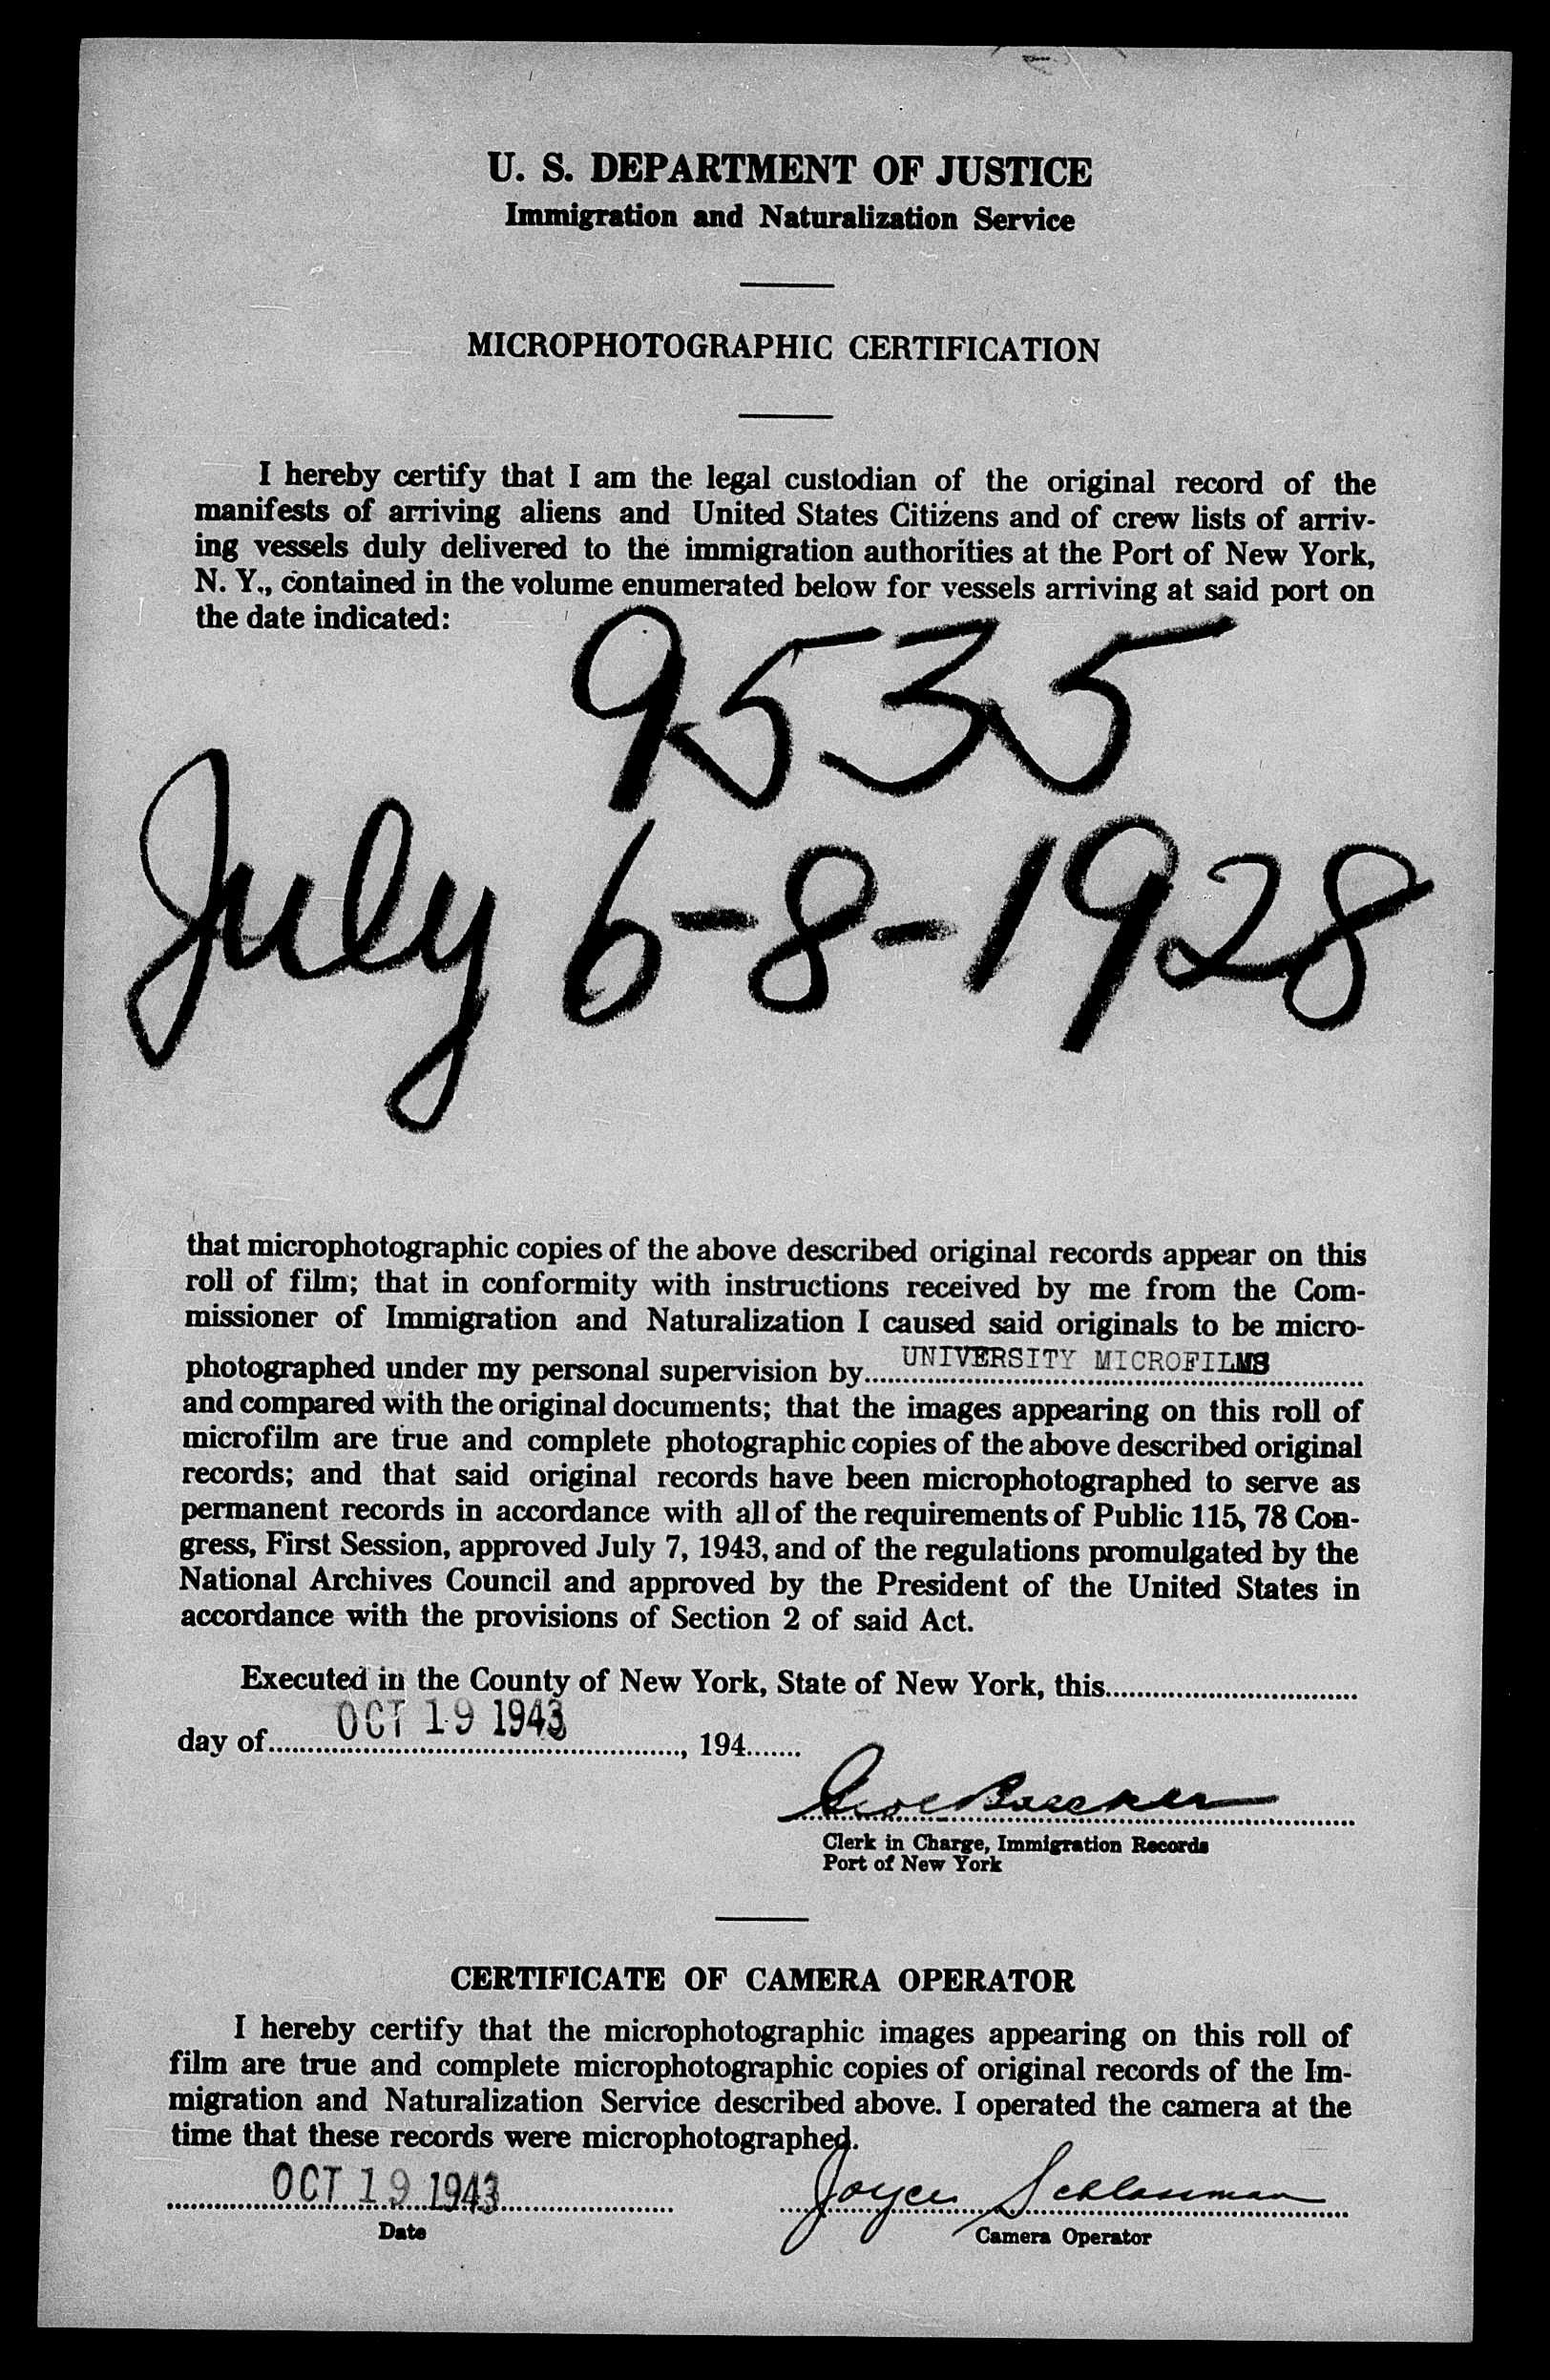 U. S. DEPARTMENT OF JUSTICE
Immigration and Naturalization Service
MICROPHOTOGRAPHIC CERTIFICATION
I hereby certify that I am the legal custodian of the original record of the
manifests of arriving aliens and United States Citizens and of crew lists of arriv-
ing vessels duly delivered to the immigration authorities at the Port of New York,
N. Y., contained in the volume enumerated below for vessels arriving at said port on
the date indicated:
9535
July 6-8-1928
that microphotographic copies of the above described original records appear on this
roll of film; that in conformity with instructions received by me from the Com-
missioner of Immigration and Naturalization I caused said originals to be micro-
photographed under my personal supervision by UNIVERSITY MICROFILMS
and compared with the original documents; that the images appearing on this roll of
microfilm are true and complete photographic copies of the above described original
records; and that said original records have been microphotographed to serve as
permanent records in accordance with all of the requirements of Public 115, 78 Con-
gress, First Session, approved July 7, 1943, and of the regulations promulgated by the
National Archives Council and approved by the President of the United States in
accordance with the provisions of Section 2 of said Act.
Executed in the County of New York, State of New York, this
day of OCT 19 1943, 194
Clerk in Charge, Immigration Records
Port of New York
CERTIFICATE OF CAMERA OPERATOR
I hereby certify that the microphotographic images appearing on this roll of
film are true and complete microphotographic copies of original records of the Im-
migration and Naturalization Service described above. I operated the camera at the
time that these records were microphotographed.
OCT 19 1943 Joyce
Date Camera Operator